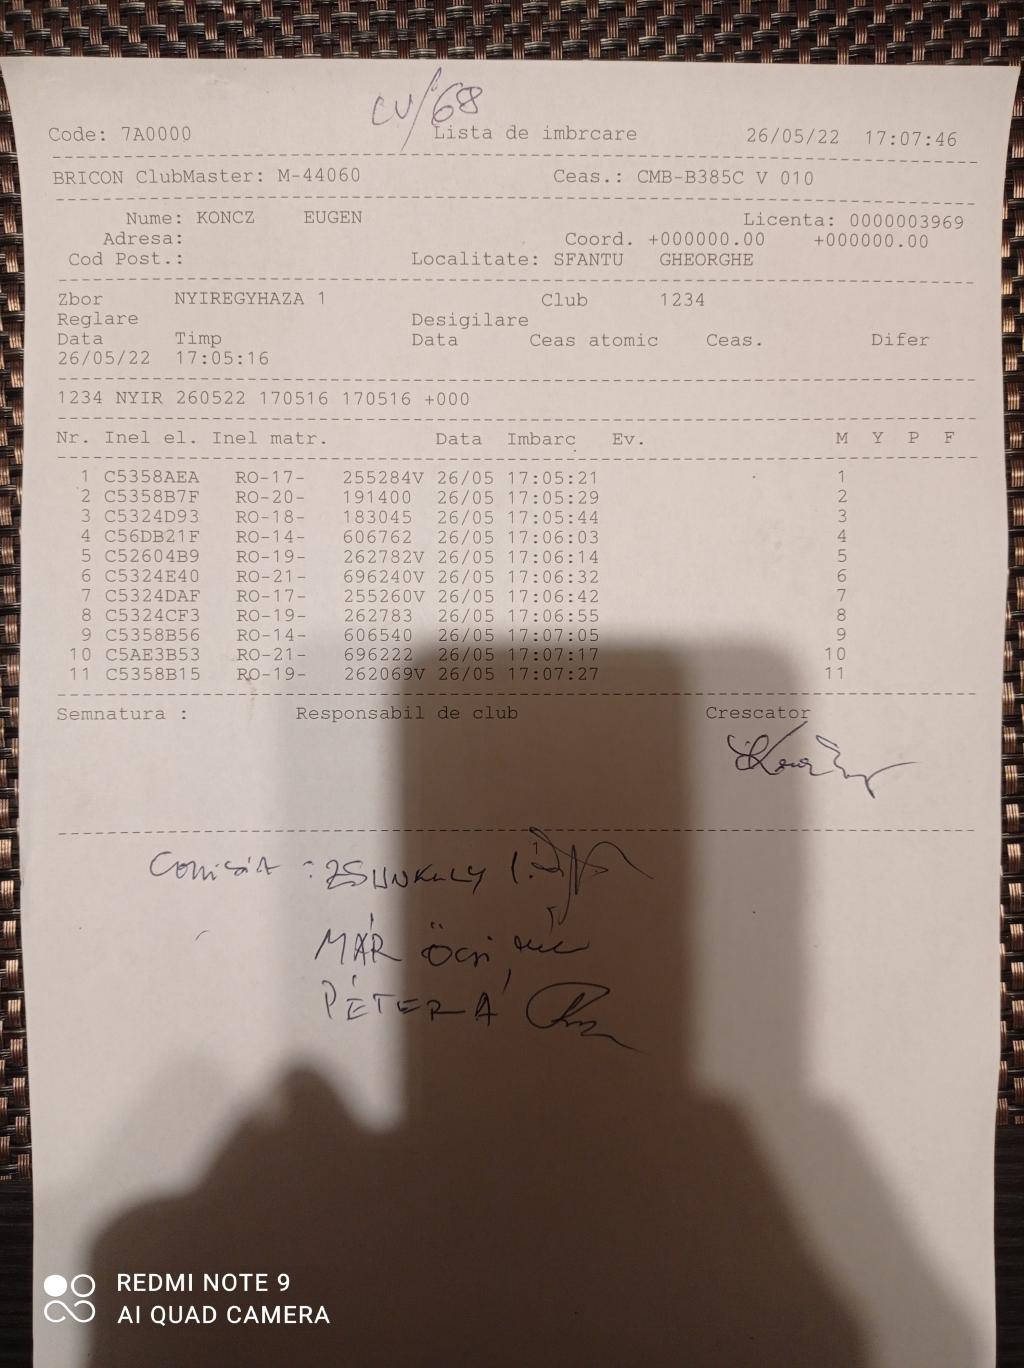 CV/68
Code: 7A0000 Lista de imbrcare 26/05/22 17:07:46
BRICON ClubMaster: M-44060 Ceas.: CMB-B385C V 010
Nume: KONCZ EUGEN Licenta: 0000003969
Adresa: Coord. +000000.00 +000000.00
Cod Post.: Localitate: SFANTU GHEORGHE
Zbor NYIREGYHAZA 1 Club 1234
Reglare Desigilare
Data Timp Data Ceas atomic Ceas. Difer
26/05/22 17:05:16
1234 NYIR 260522 170516 170516 +000
Nr. Inel el. Inel matr. Data Imbarc Ev. M Y P F
1 C5358AEA RO-17- 255284V 26/05 17:05:21 1
2 C5358B7F RO-20- 191400 26/05 17:05:29 2
3 C5324D93 RO-18- 183045 26/05 17:05:44 3
4 C56DB21F RO-14- 606762 26/05 17:06:03 4
5 C52604B9 RO-19- 262782V 26/05 17:06:14 5
6 C5324E40 RO-21- 696240V 26/05 17:06:32 6
7 C5324DAF RO-17- 255260V 26/05 17:06:42 7
8 C5324CF3 RO-19- 262783 26/05 17:06:55 8
9 C5358B56 RO-14- 606540 26/05 17:07:05 9
10 C5AE3B53 RO-21- 696222 26/05 17:07:17 10
11 C5358B15 RO-19- 262069V 26/05 17:07:27 11
Semnatura : Responsabil de club Crescator
: ZSUNKULY I.
MÁR ÖCSI
PÉTER Á
REDMI NOTE 9
AI QUAD CAMERA